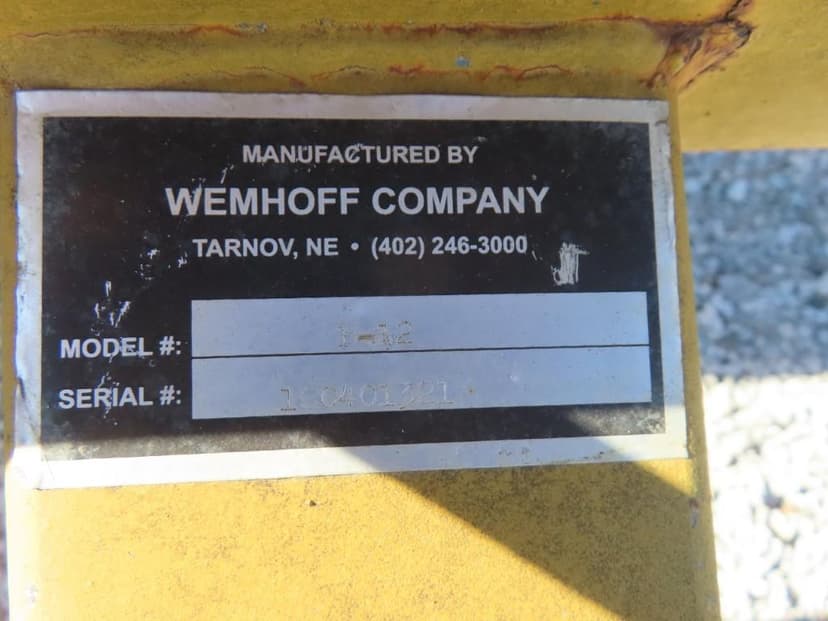 MANUFACTURED BY
WEMHOFF COMPANY
TARNOV, NE • (402) 246-3000
MODEL #:
SERIAL #: